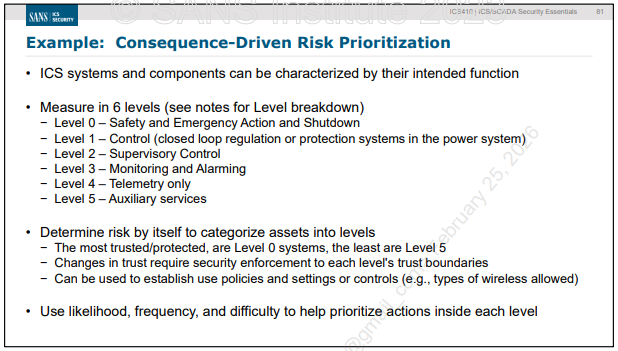 © SANS Institute 2026
SANS ICS SECURITY
ICS410 | ICS/SCADA Security Essentials 81
Example: Consequence-Driven Risk Prioritization
• ICS systems and components can be characterized by their intended function
• Measure in 6 levels (see notes for Level breakdown)
− Level 0 – Safety and Emergency Action and Shutdown
− Level 1 – Control (closed loop regulation or protection systems in the power system)
− Level 2 – Supervisory Control
− Level 3 – Monitoring and Alarming
− Level 4 – Telemetry only
− Level 5 – Auxiliary services
• Determine risk by itself to categorize assets into levels
− The most trusted/protected, are Level 0 systems, the least are Level 5
− Changes in trust require security enforcement to each level's trust boundaries
− Can be used to establish use policies and settings or controls (e.g., types of wireless allowed)
• Use likelihood, frequency, and difficulty to help prioritize actions inside each level
February 25, 2026